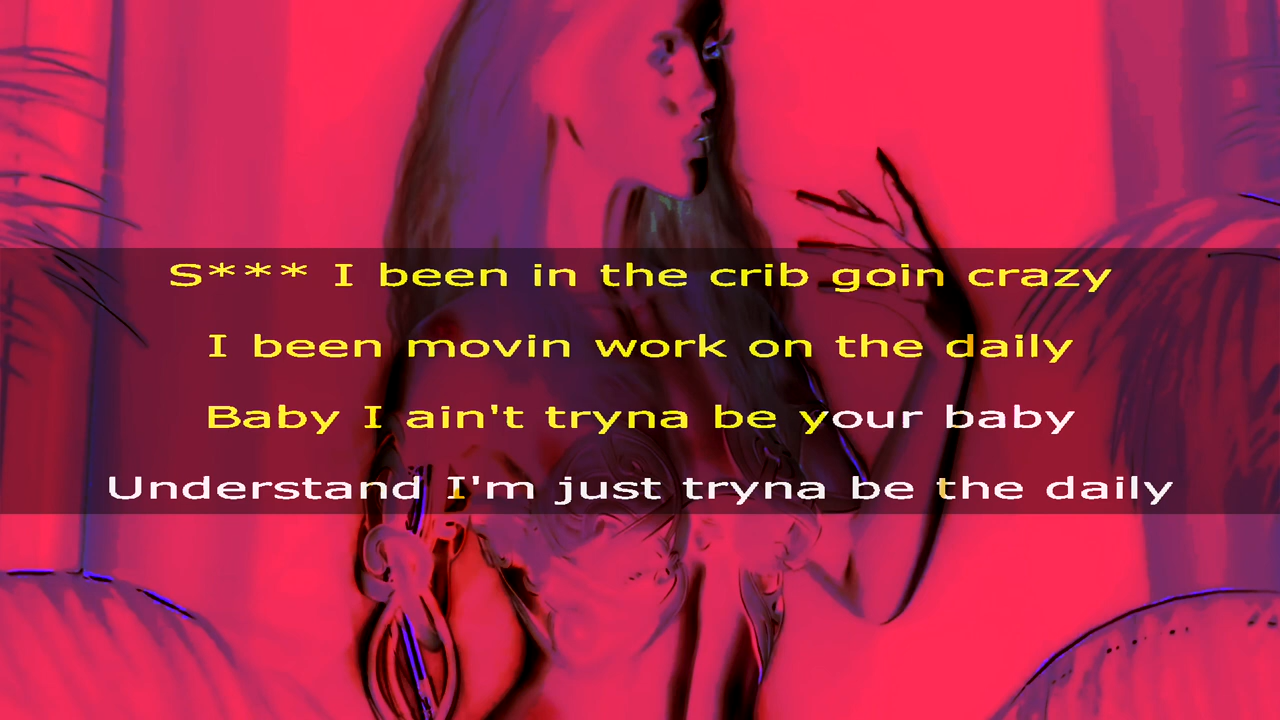 S*** I been in the crib goin crazy
I been movin work on the daily
Baby I ain't tryna be your baby
Understand I'm just tryna be the daily